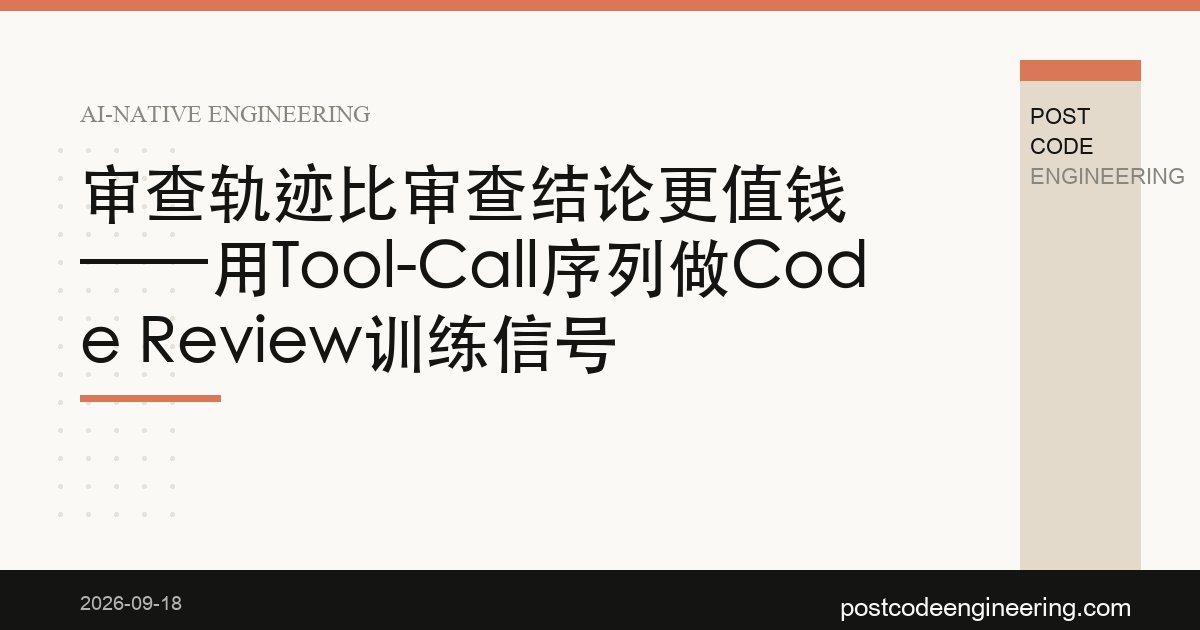 AI-NATIVE ENGINEERING
审查轨迹比审查结论更值钱
——用Tool-Call序列做Cod
e Review训练信号
POST
CODE
ENGINEERING
2026-09-18
postcodeengineering.com